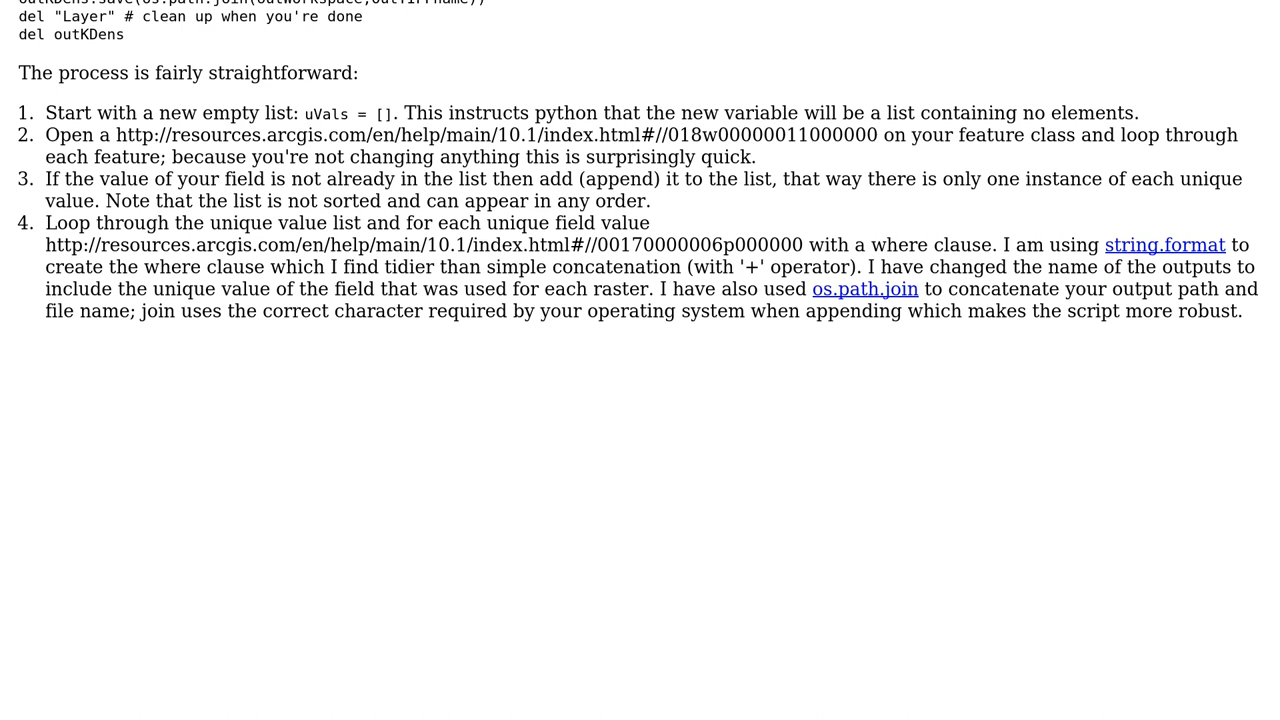 outKDens.save(os.path.join(outWorkspace,outTiffname))
del "Layer" # clean up when you're done
del outKDens
The process is fairly straightforward:
1. Start with a new empty list: uVals = []. This instructs python that the new variable will be a list containing no elements.
2. Open a http://resources.arcgis.com/en/help/main/10.1/index.html#//018w00000011000000 on your feature class and loop through
each feature; because you're not changing anything this is surprisingly quick.
3. If the value of your field is not already in the list then add (append) it to the list, that way there is only one instance of each unique
value. Note that the list is not sorted and can appear in any order.
4. Loop through the unique value list and for each unique field value
http://resources.arcgis.com/en/help/main/10.1/index.html#//00170000006p000000 with a where clause. I am using string.format to
create the where clause which I find tidier than simple concatenation (with '+' operator). I have changed the name of the outputs to
include the unique value of the field that was used for each raster. I have also used os.path.join to concatenate your output path and
file name; join uses the correct character required by your operating system when appending which makes the script more robust.